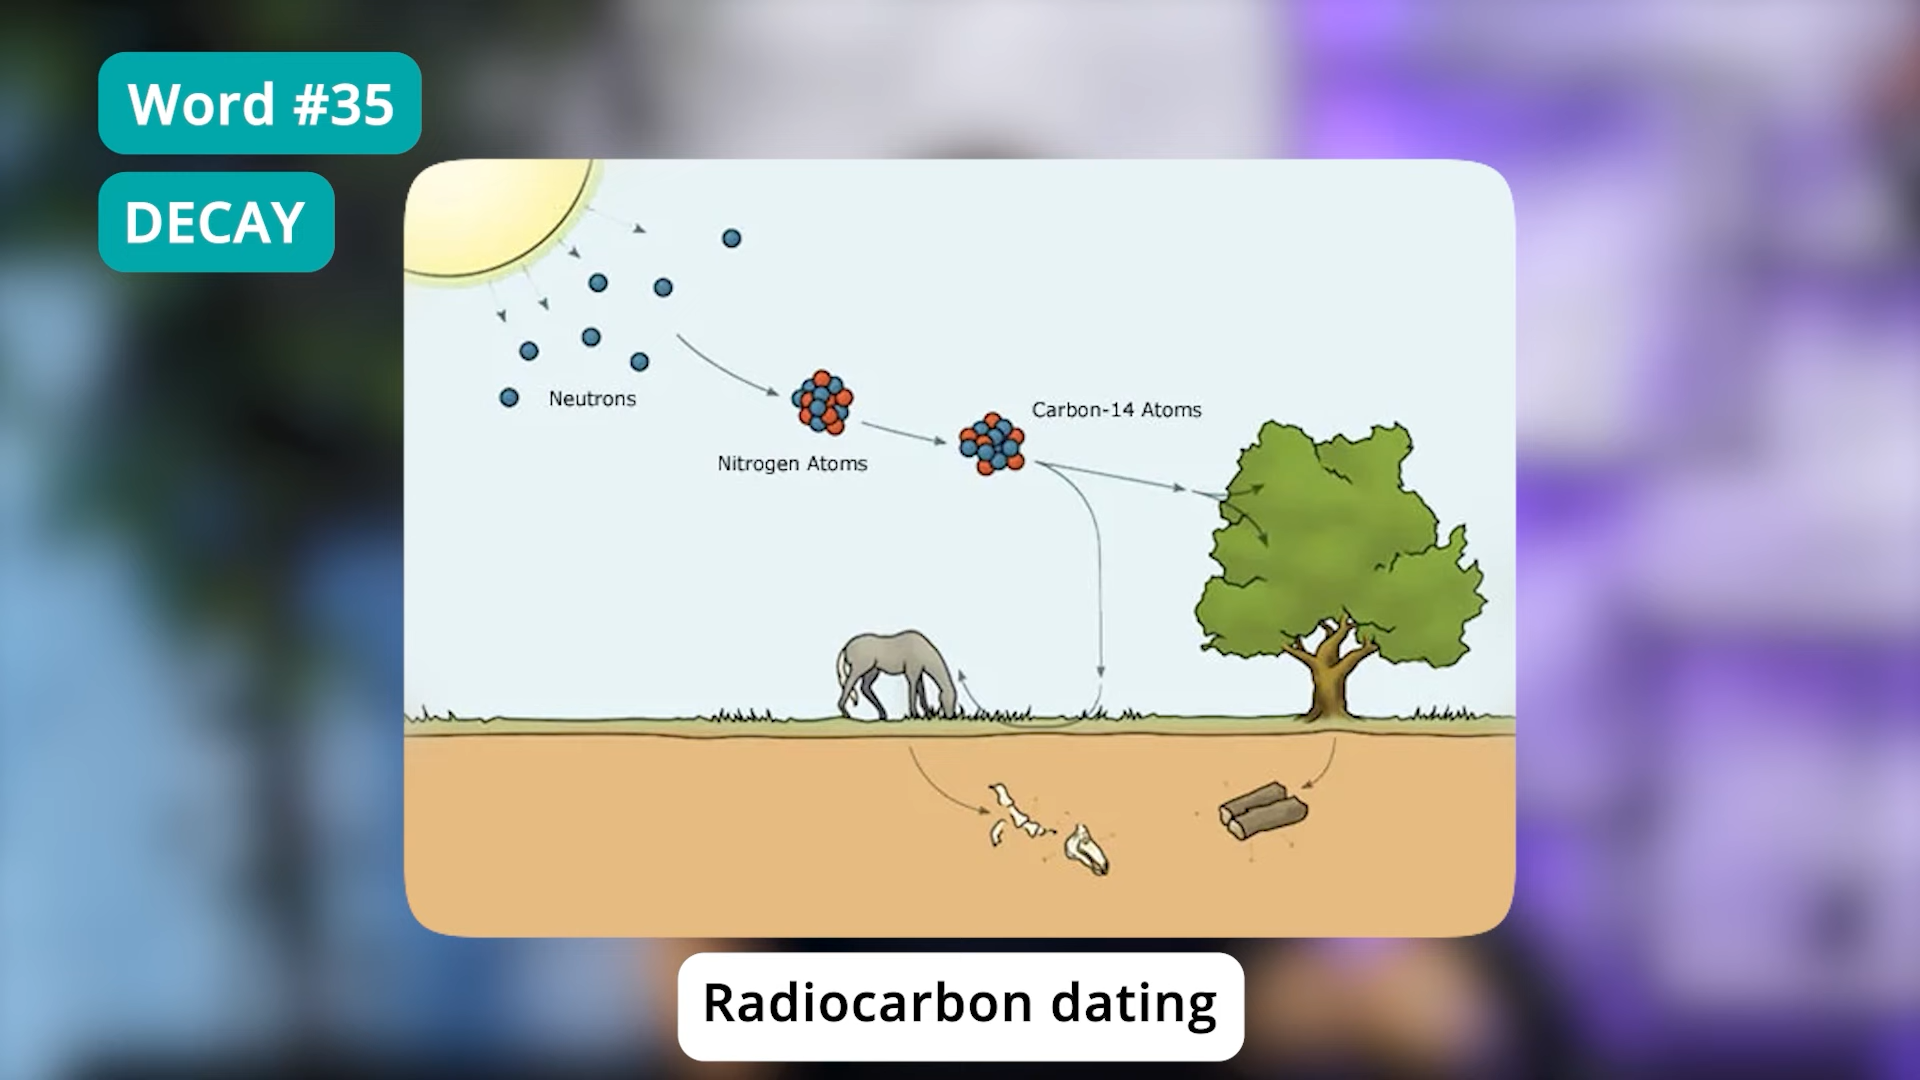 Word #35
DECAY
Neutrons
Nitrogen Atoms
Carbon-14 Atoms
Radiocarbon dating